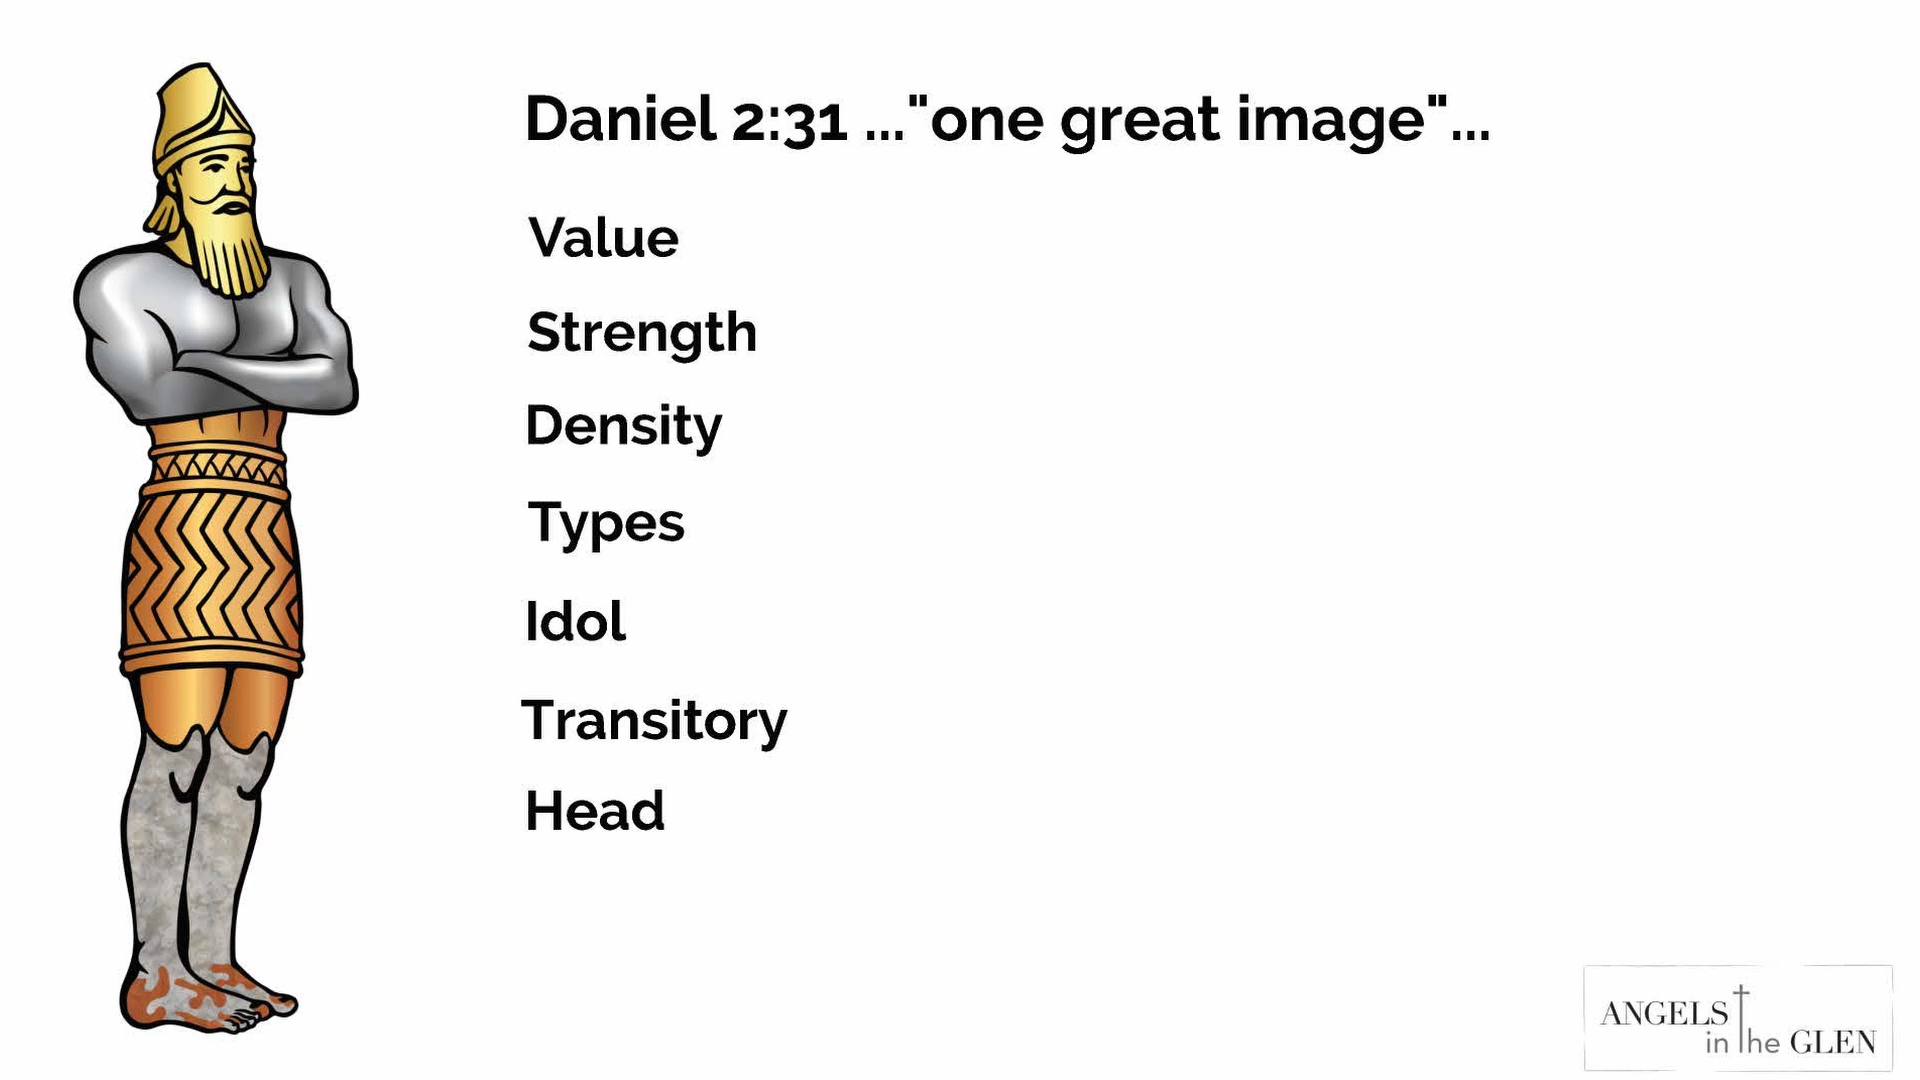 Daniel 2:31 ..."one great image"...
Value
Strength
Density
Types
Idol
Transitory
Head
ANGELS
in the GLEN